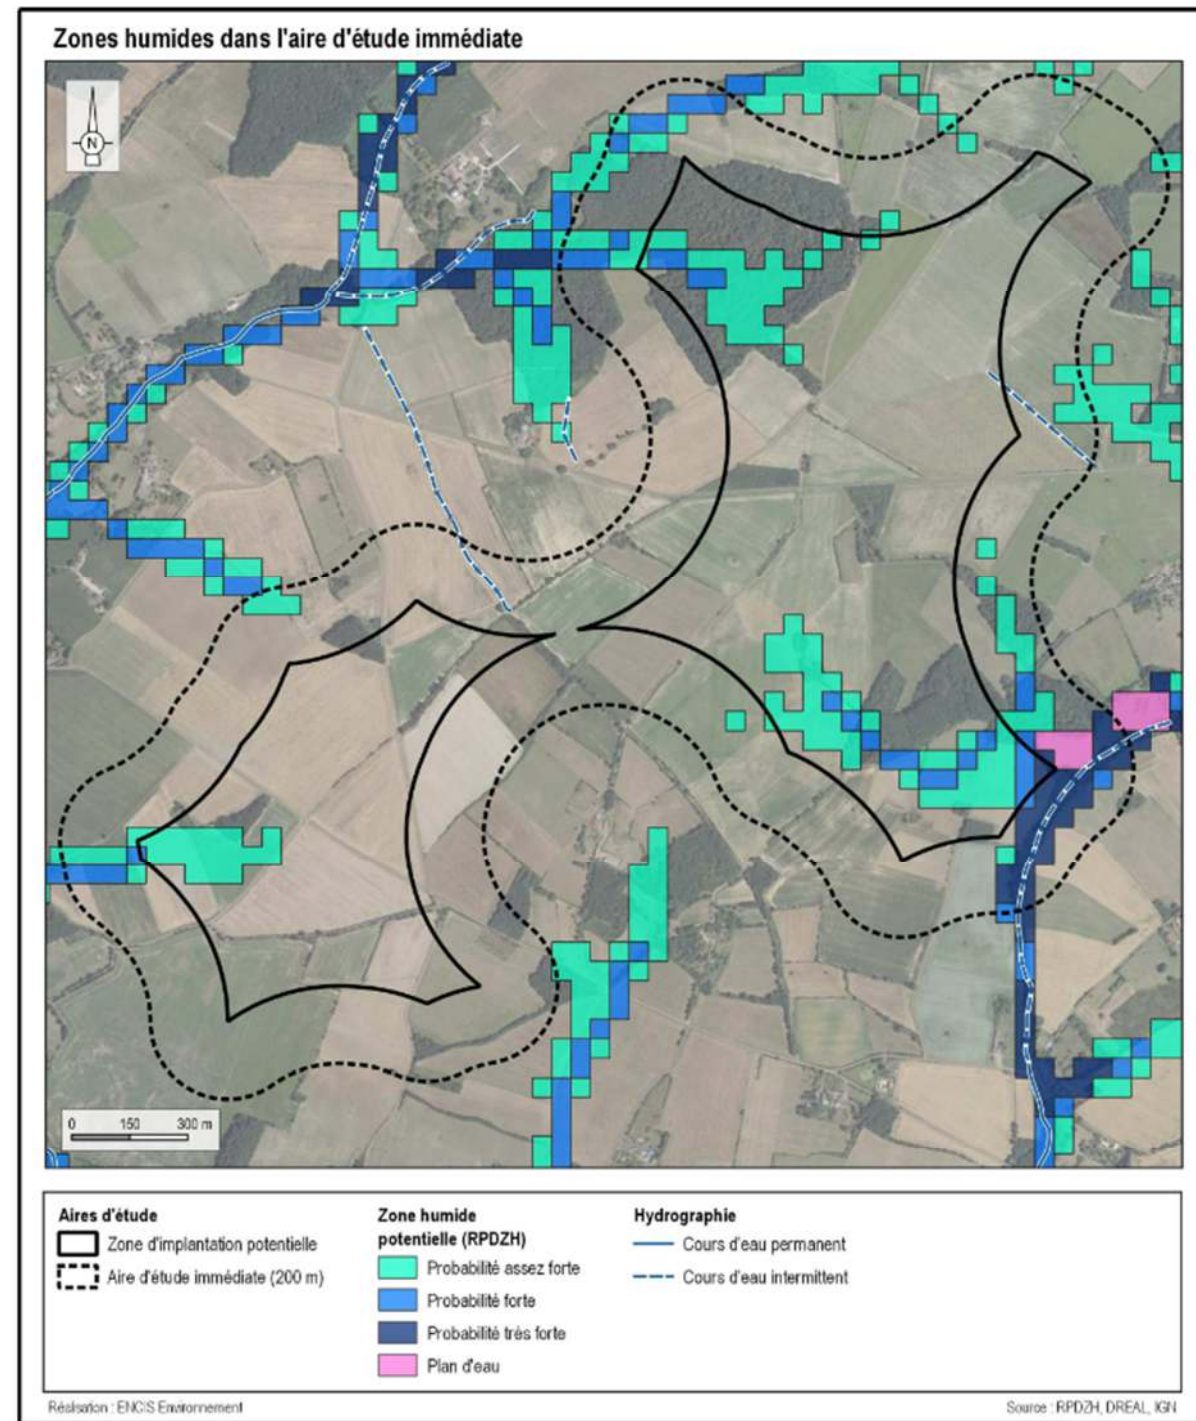 Zones humides dans l'aire d'étude immédiate
N
0 150 300 m
Aires d'étude
Zone d'implantation potentielle
Aire d'étude immédiate (200 m)
Zone humide
potentielle (RPDZH)
Probabilité assez forte
Probabilité forte
Probabilité très forte
Plan d'eau
Hydrographie
Cours d'eau permanent
Cours d'eau intermittent
Réalisation : ENCIS Environnement
Source : RPDZH, DREAL, IGN